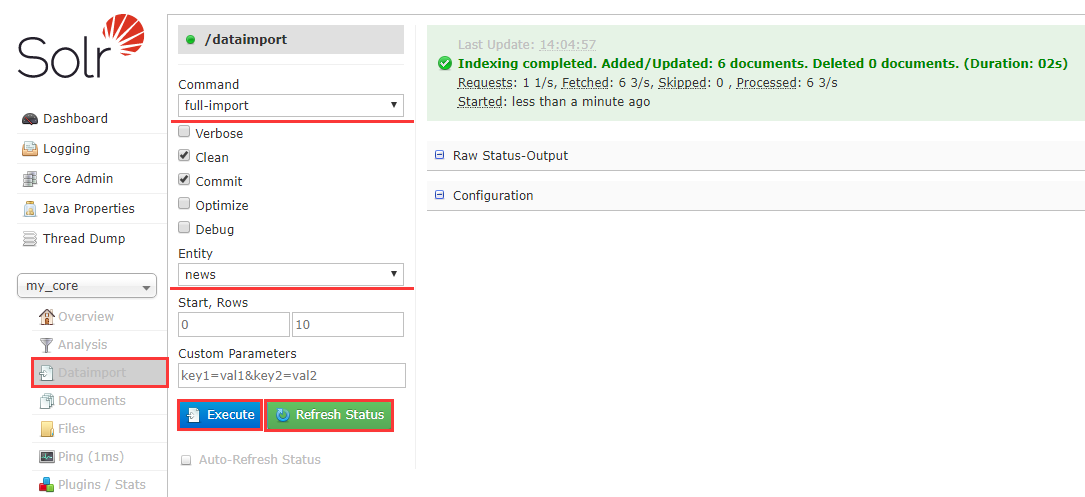 Solr
Dashboard
Logging
Core Admin
Java Properties
Thread Dump
my_core
Overview
Analysis
Dataimport
Documents
Files
Ping (1ms)
Plugins / Stats
/dataimport
Command
full-import
Verbose
Clean
Commit
Optimize
Debug
Entity
news
Start, Rows
0 10
Custom Parameters
key1=val1&key2=val2
Execute Refresh Status
Auto-Refresh Status
Last Update: 14:04:57
Indexing completed. Added/Updated: 6 documents. Deleted 0 documents. (Duration: 02s)
Requests: 1 1/s, Fetched: 6 3/s, Skipped: 0 , Processed: 6 3/s
Started: less than a minute ago
Raw Status-Output
Configuration